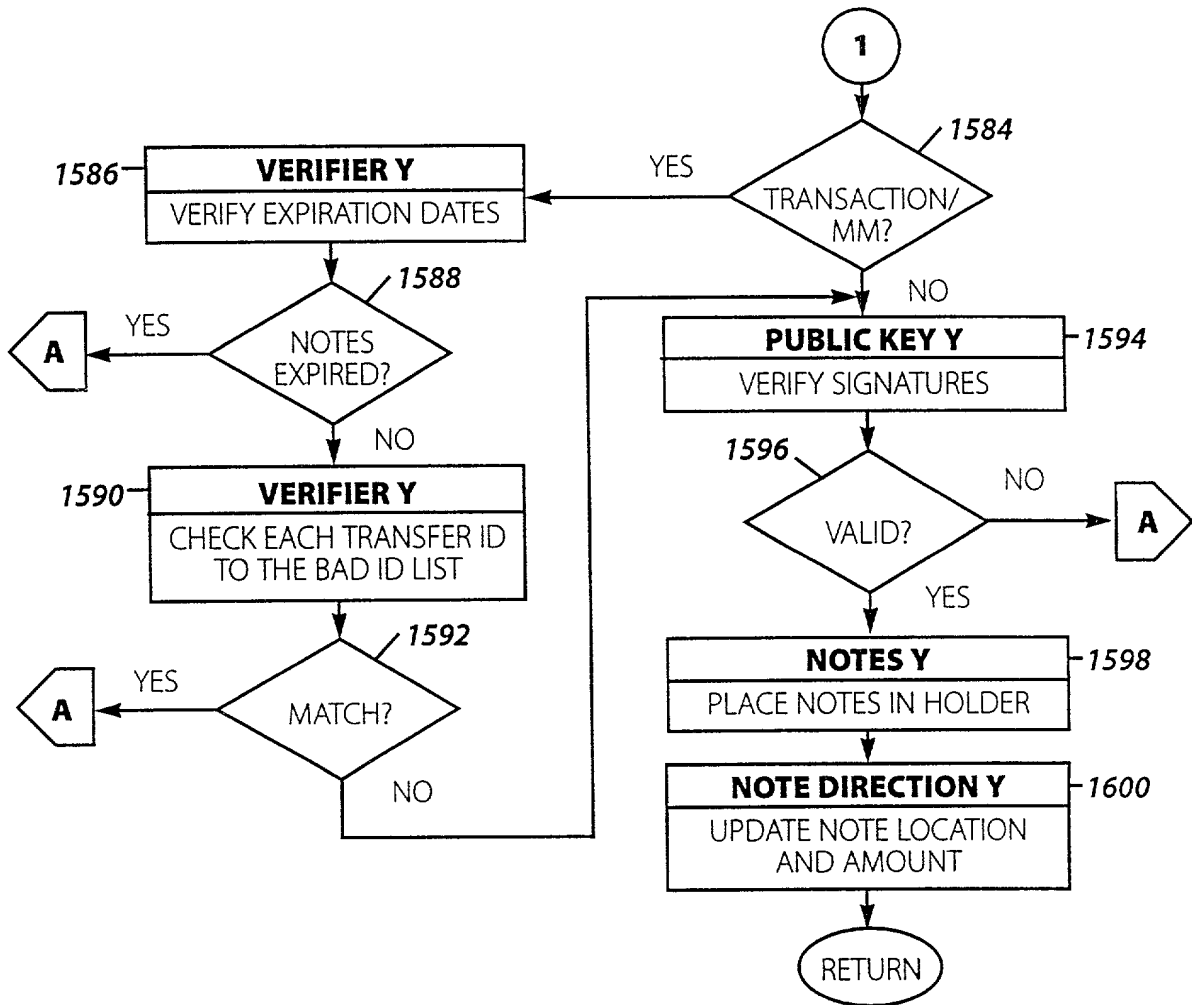 1
1584
TRANSACTION/
MM?
YES
NO
1586
VERIFIER Y
VERIFY EXPIRATION DATES
1588
NOTES
EXPIRED?
YES
A
NO
1590
VERIFIER Y
CHECK EACH TRANSFER ID
TO THE BAD ID LIST
1592
MATCH?
YES
A
NO
PUBLIC KEY Y
1594
VERIFY SIGNATURES
1596
VALID?
NO
A
YES
NOTES Y
1598
PLACE NOTES IN HOLDER
NOTE DIRECTION Y
1600
UPDATE NOTE LOCATION
AND AMOUNT
RETURN